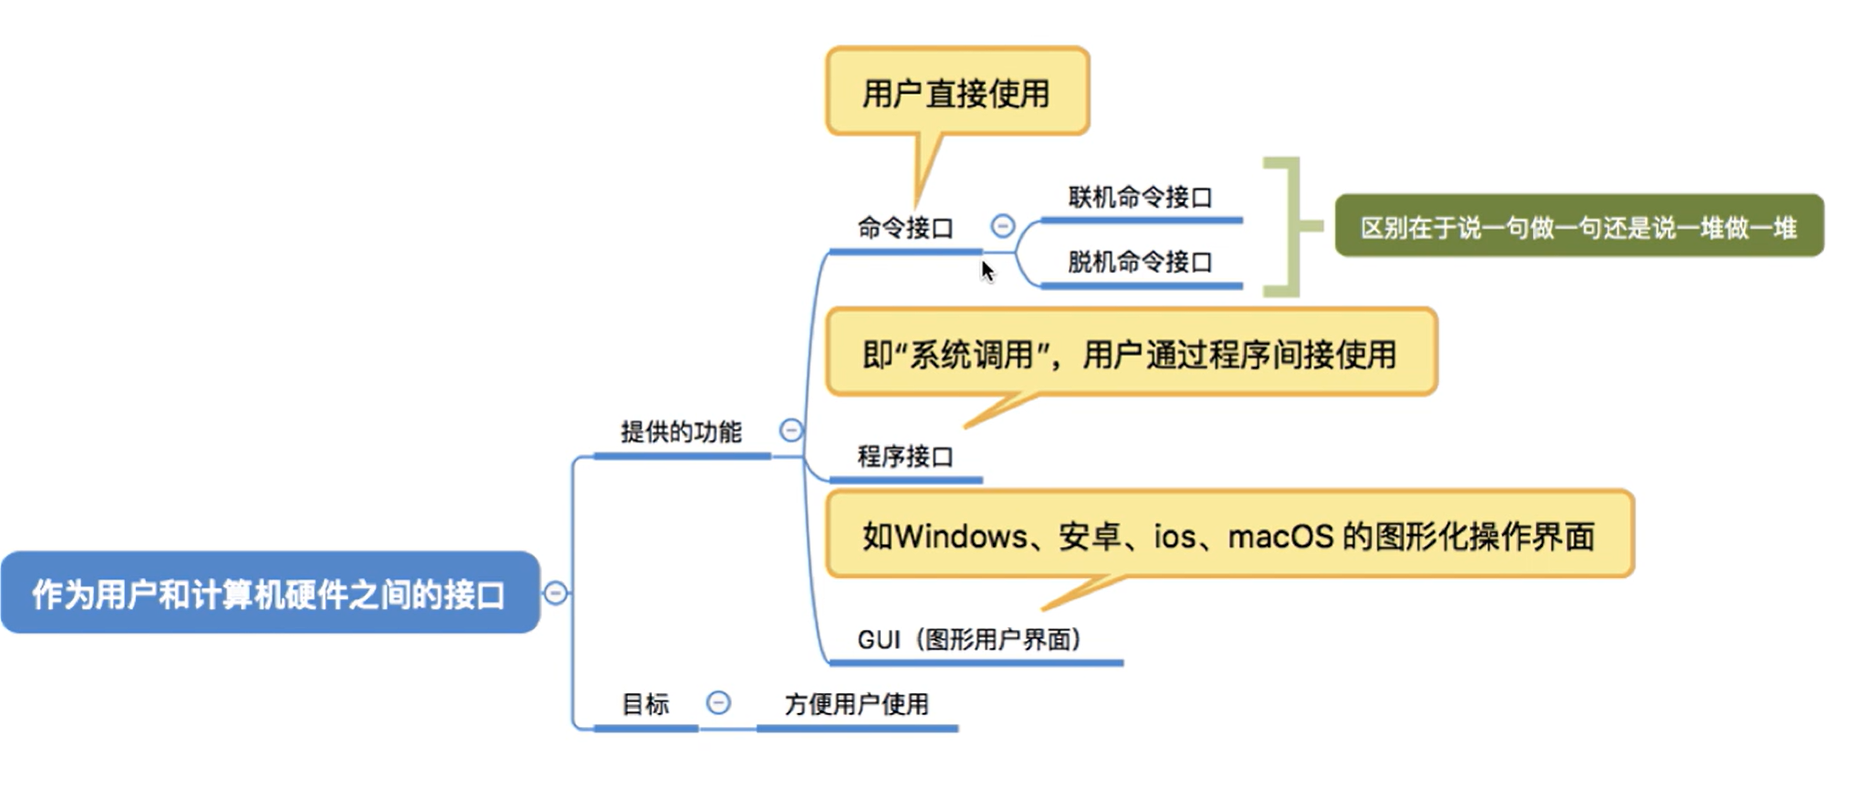 用户直接使用
联机命令接口
命令接口
区别在于说一句做一句还是说一堆做一堆
脱机命令接口
即“系统调用”，用户通过程序间接使用
提供的功能
程序接口
如Windows、安卓、ios、macOS 的图形化操作界面
作为用户和计算机硬件之间的接口
GUI（图形用户界面）
目标
方便用户使用